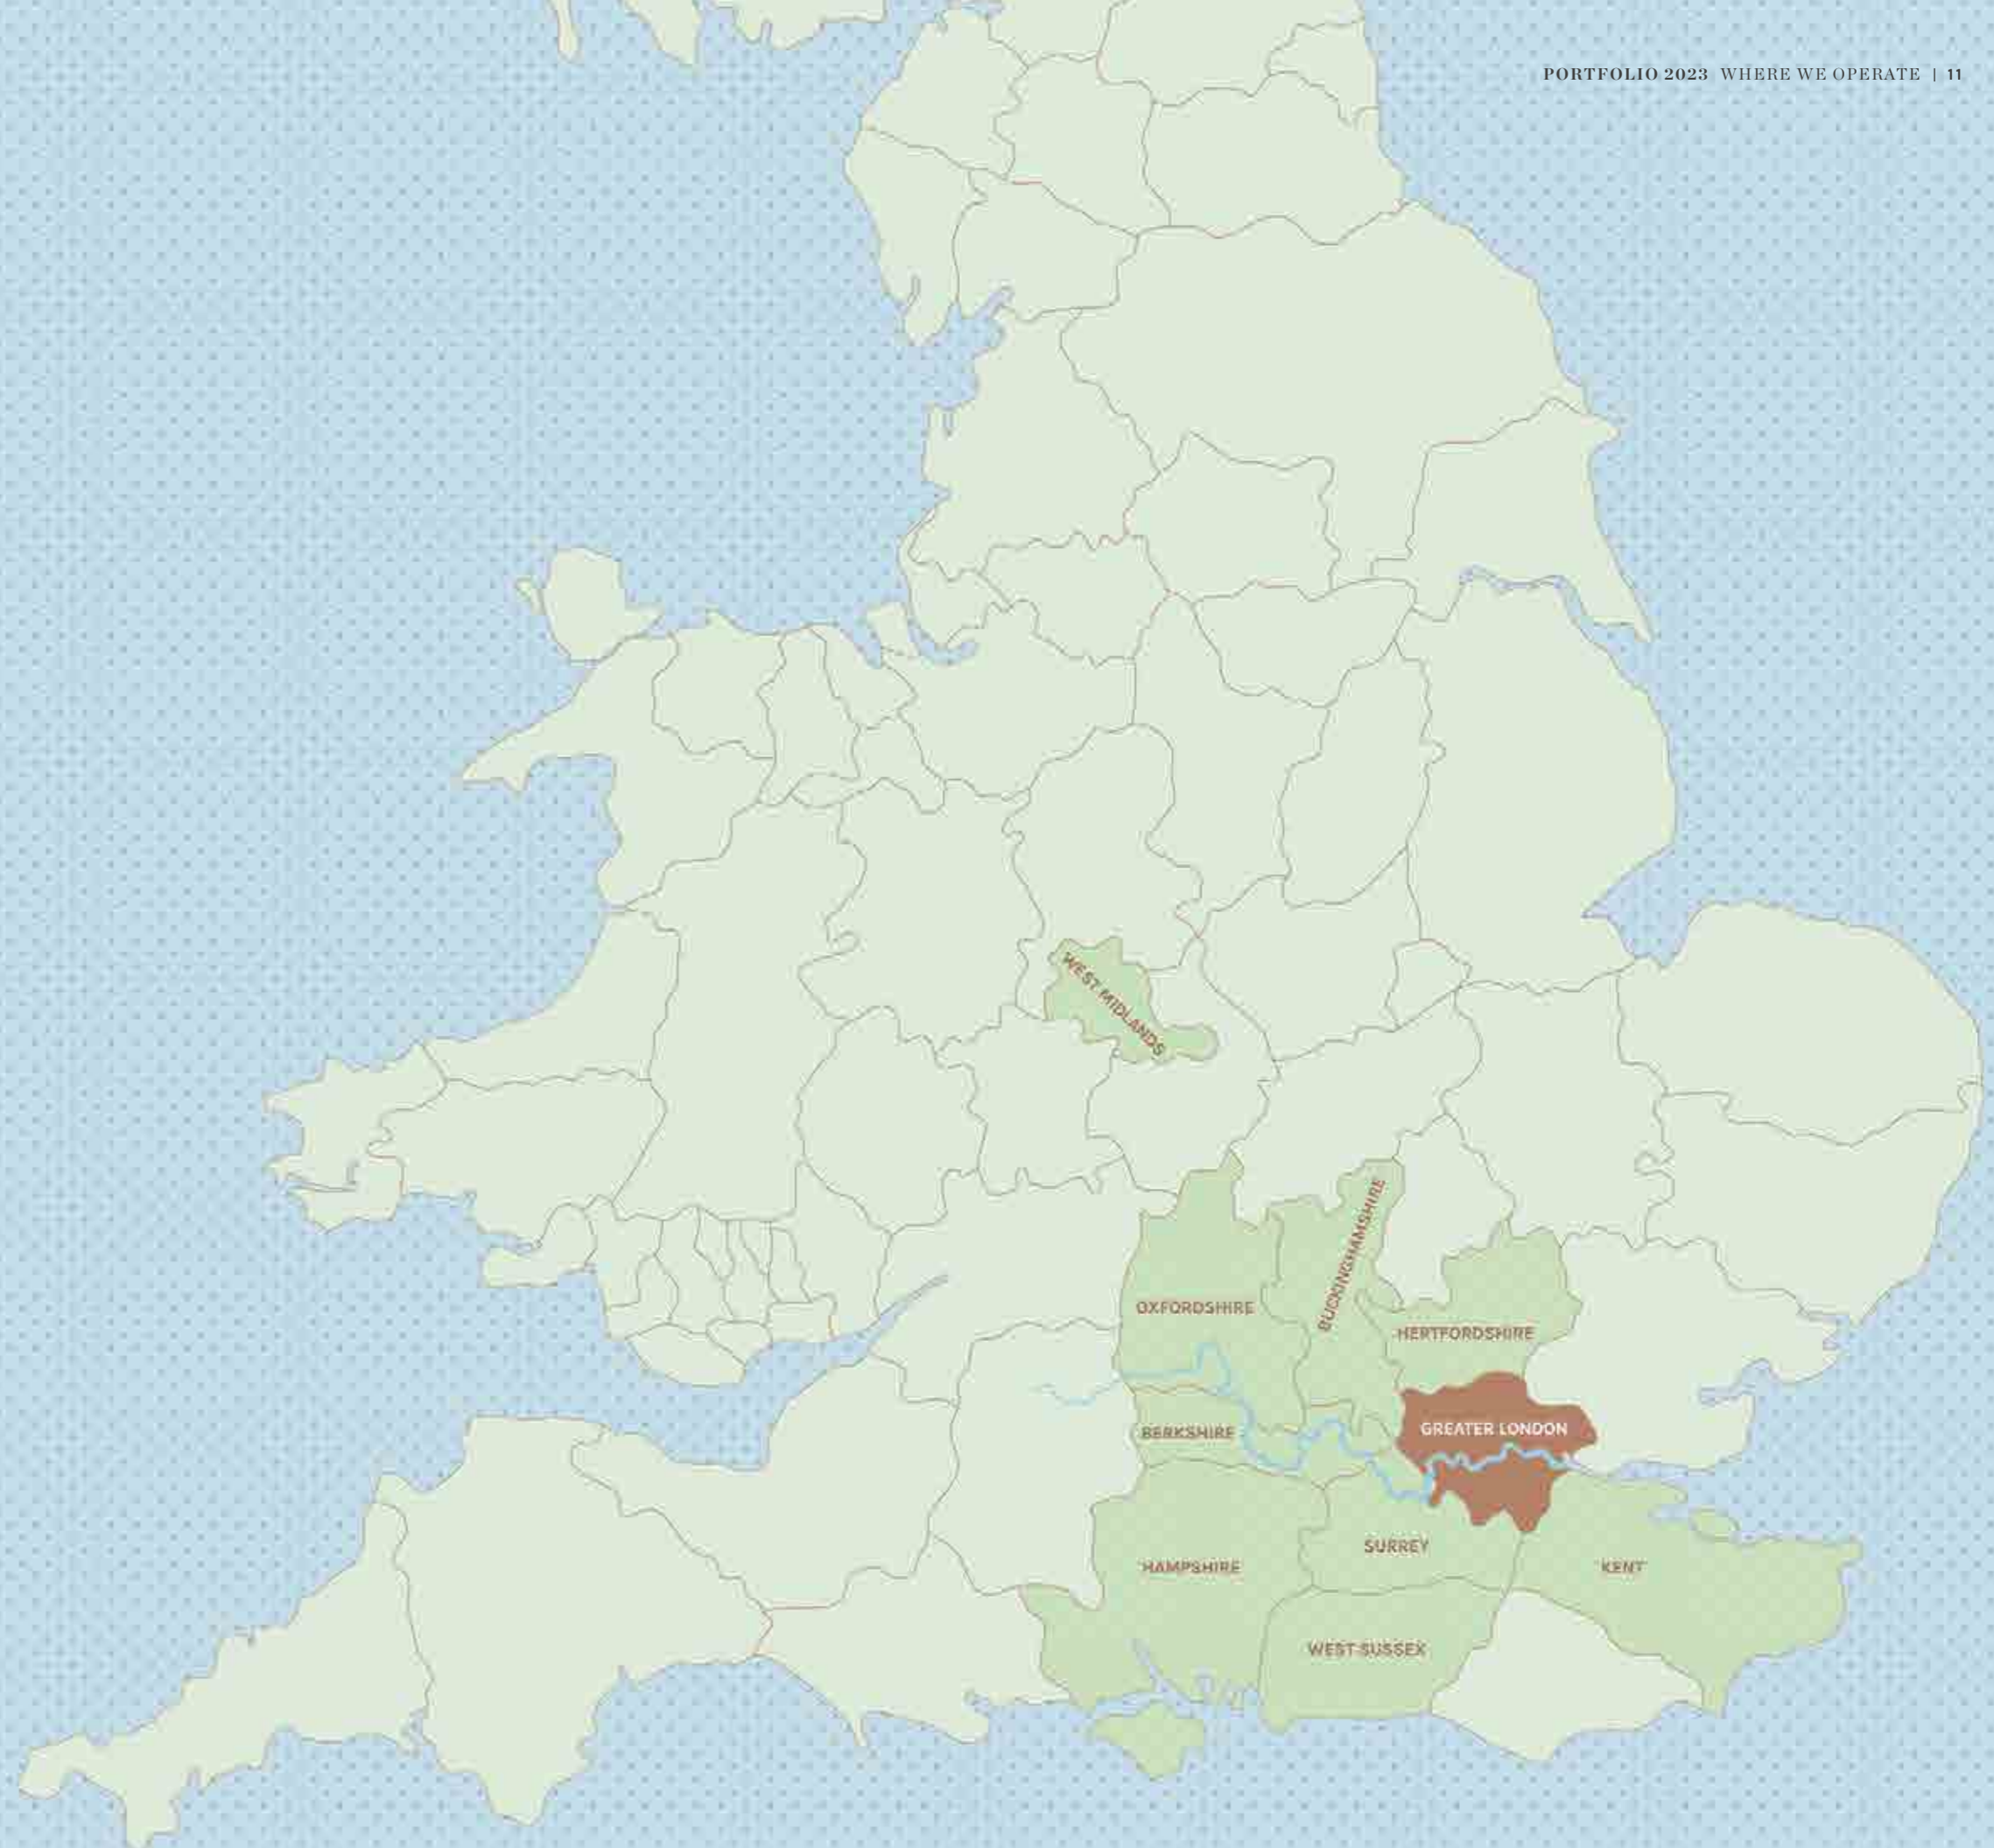 PORTFOLIO 2023 WHERE WE OPERATE | 11
WEST MIDLANDS
BUCKINGHAMSHIRE
OXFORDSHIRE
HERTFORDSHIRE
GREATER LONDON
BERKSHIRE
SURREY
HAMPSHIRE
KENT
WEST SUSSEX